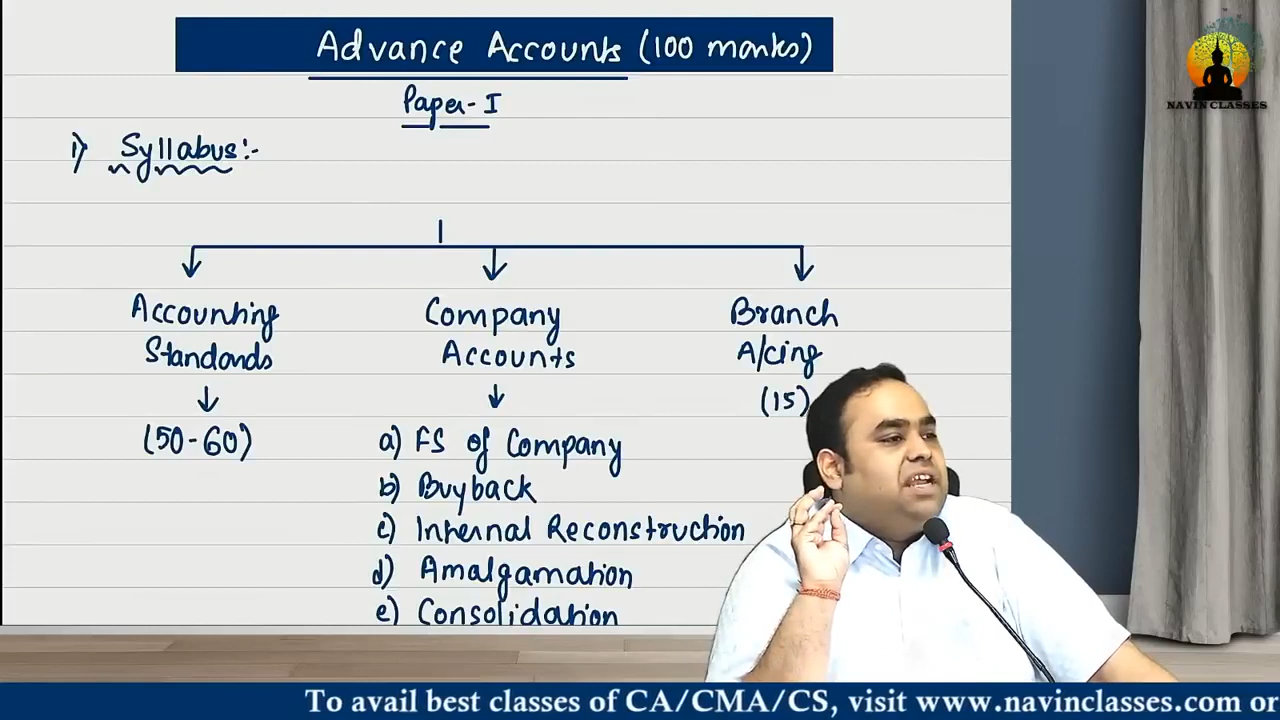 Advance Accounts (100 marks)
NAVIN CLASSES
Paper-I
1) Syllabus:-
Accounting
Standards
(50-60)
Company
Accounts
a) FS of Company
b) Buyback
c) Internal Reconstruction
d) Amalgamation
e) Consolidation
Branch
A/cing
(15)
To avail best classes of CA/CMA/CS, visit www.navinclasses.com or